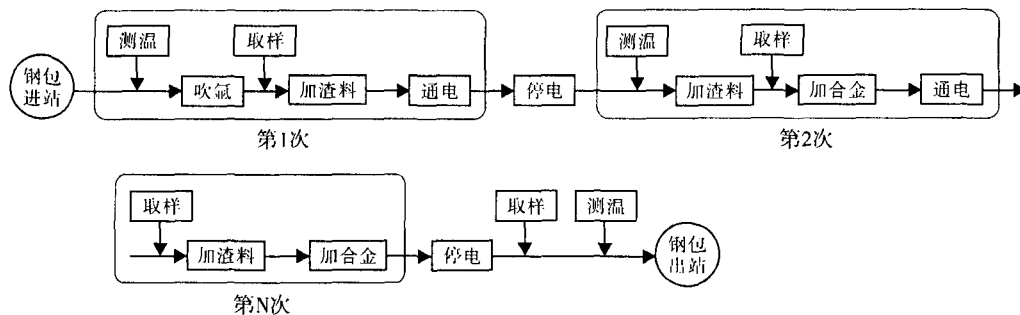 测温
取样
测温
取样
钢包
进站
吹氩
加渣料
通电
停电
加渣料
加合金
通电
第1次
第2次
取样
取样
测温
加渣料
加合金
停电
钢包
出站
第N次